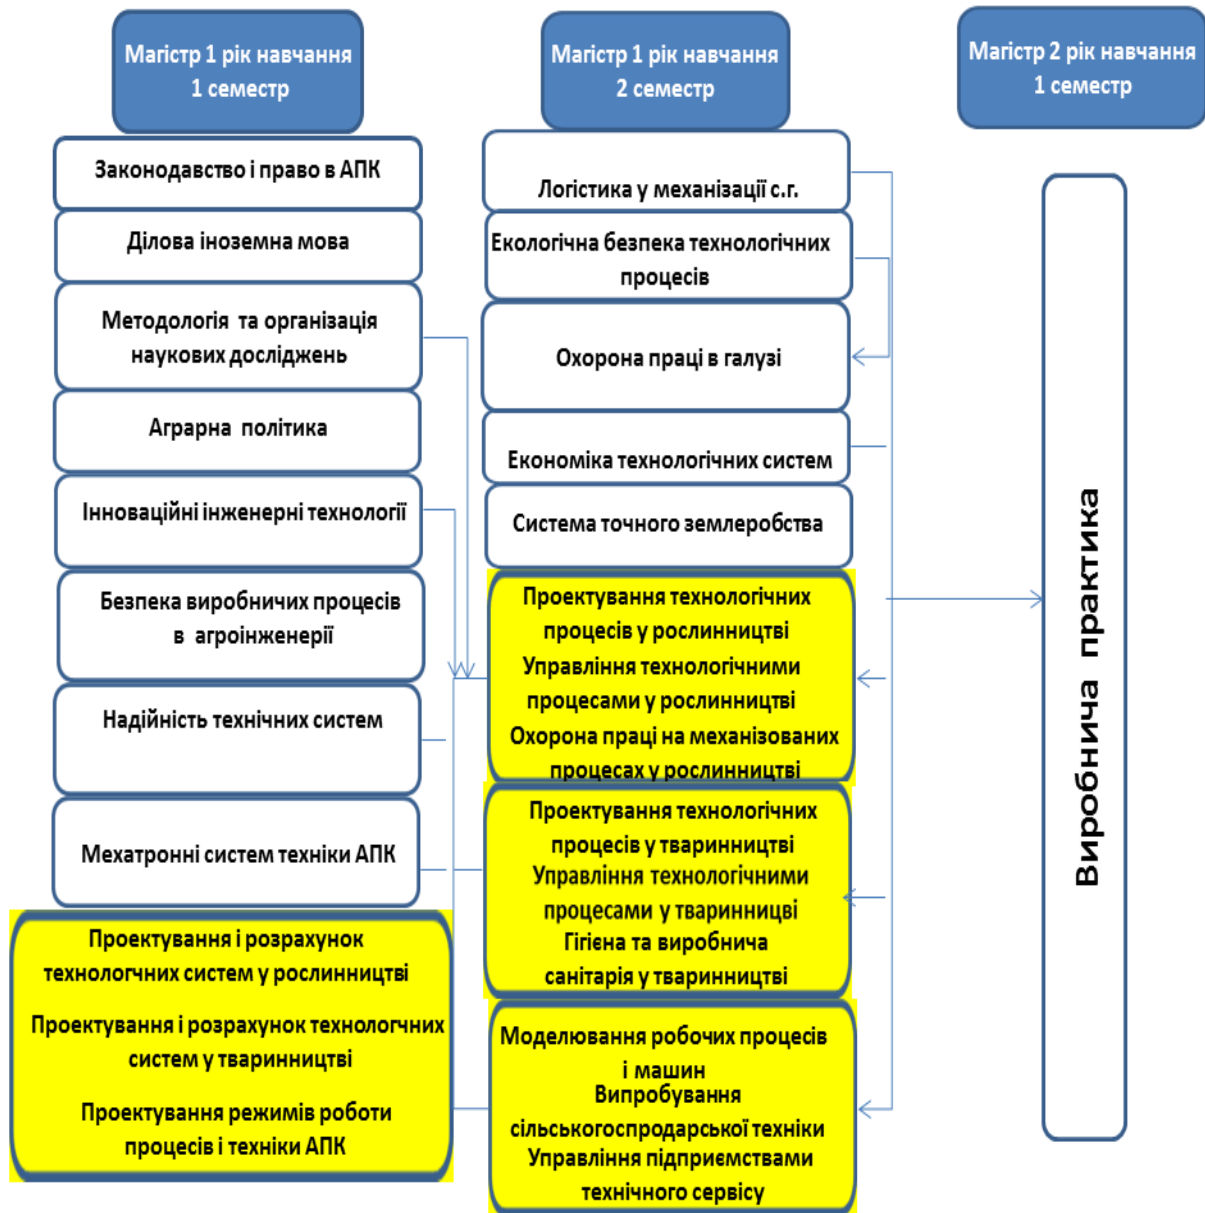 Магістр 1 рік навчання
1 семестр
Законодавство і право в АПК
Ділова іноземна мова
Методологія та організація
наукових досліджень
Аграрна політика
Інноваційні інженерні технології
Безпека виробничих процесів
в агроінженерії
Надійність технічних систем
Мехатронні систем техніки АПК
Проектування і розрахунок
технологчних систем у рослинництві
Проектування і розрахунок технологчних
систем у тваринництві
Проектування режимів роботи
процесів і техніки АПК
Магістр 1 рік навчання
2 семестр
Логістика у механізації с.г.
Екологічна безпека технологічних
процесів
Охорона праці в галузі
Економіка технологічних систем
Система точного землеробства
Проектування технологічних
процесів у рослинництві
Управління технологічними
процесами у рослинництві
Охорона праці на механізованих
процесах у рослинництві
Проектування технологічних
процесів у тваринництві
Управління технологічними
процесами у тваринницві
Гігієна та виробнича
санітарія у тваринництві
Моделювання робочих процесів
і машин
Випробування
сільськогосподарської техніки
Управління підприємствами
технічного сервісу
Магістр 2 рік навчання
1 семестр
Виробнича практика